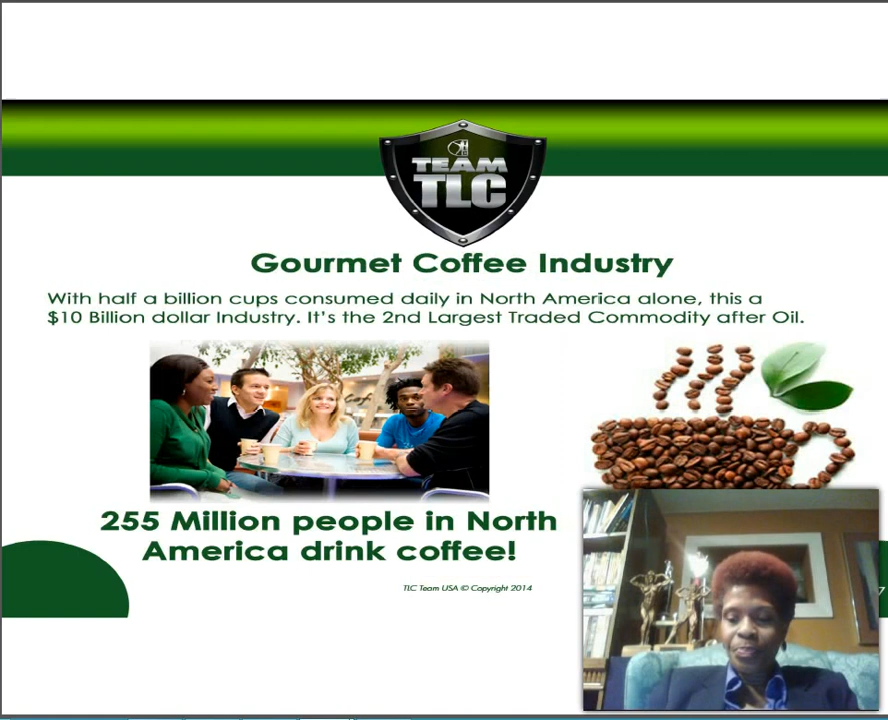 TEAM
TLC
Gourmet Coffee Industry
With half a billion cups consumed daily in North America alone, this a
$10 Billion dollar Industry. It's the 2nd Largest Traded Commodity after Oil.
255 Million people in North
America drink coffee!
TLC Team USA © Copyright 2014
7